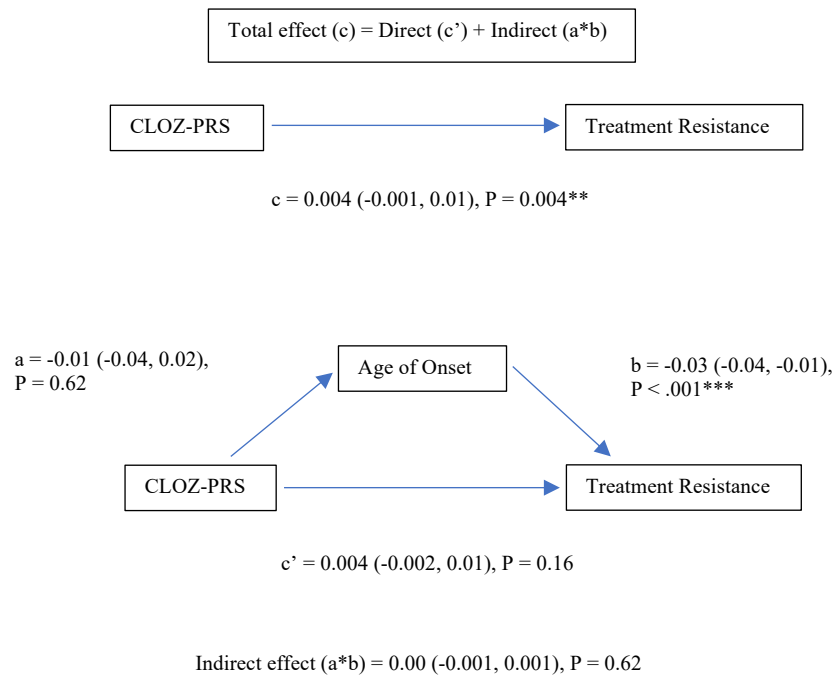 Total effect (c) = Direct (c’) + Indirect (a*b)
CLOZ-PRS
Treatment Resistance
c = 0.004 (-0.001, 0.01), P = 0.004**
a = -0.01 (-0.04, 0.02),
P = 0.62
Age of Onset
b = -0.03 (-0.04, -0.01),
P < .001***
CLOZ-PRS
Treatment Resistance
c’ = 0.004 (-0.002, 0.01), P = 0.16
Indirect effect (a*b) = 0.00 (-0.001, 0.001), P = 0.62